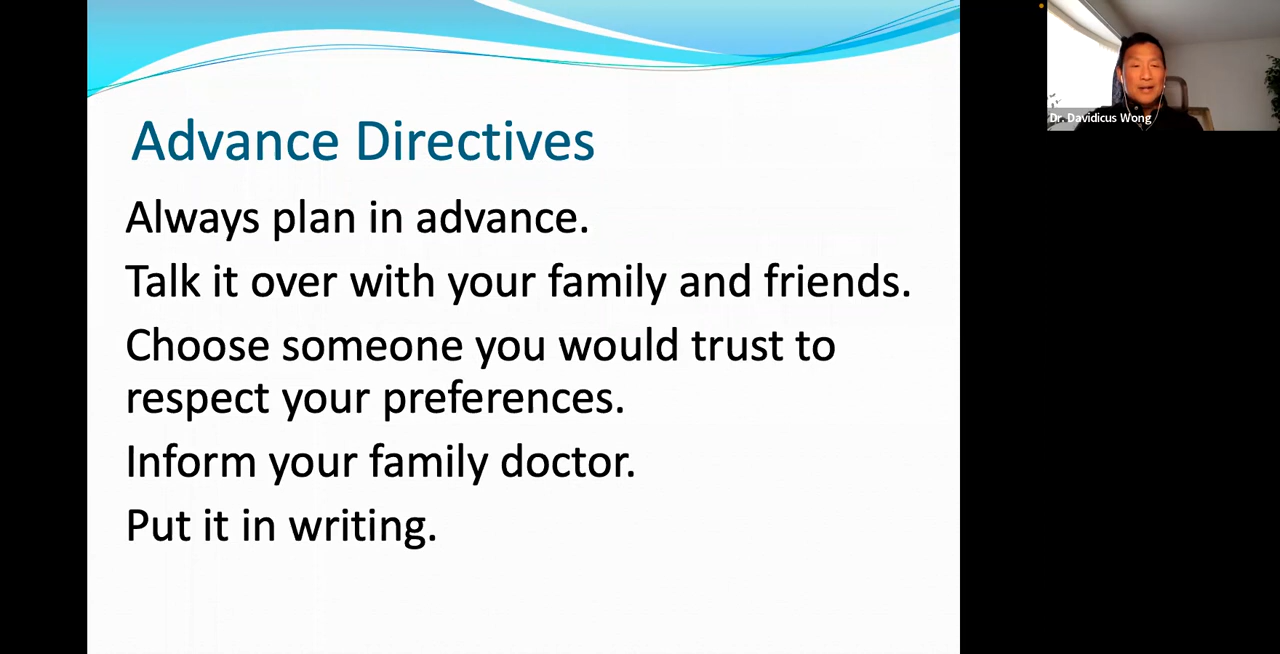 Advance Directives
Always plan in advance.
Talk it over with your family and friends.
Choose someone you would trust to
respect your preferences.
Inform your family doctor.
Put it in writing.
Dr. Davidicus Wong